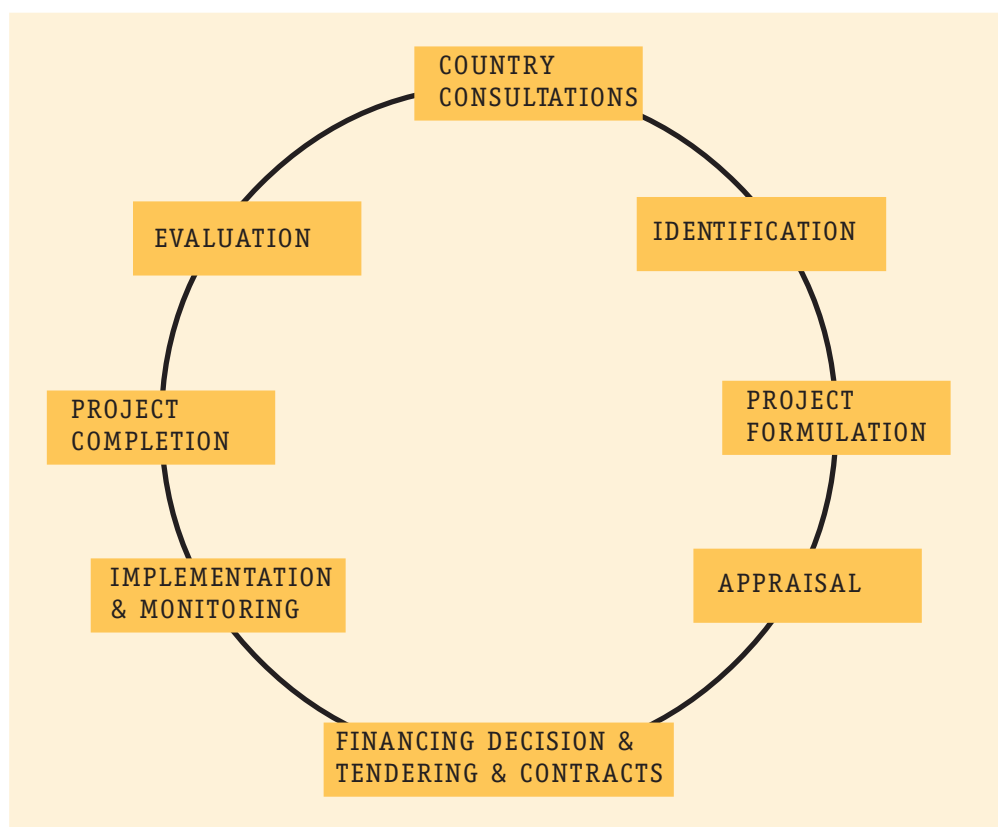 COUNTRY
CONSULTATIONS
IDENTIFICATION
PROJECT
FORMULATION
APPRAISAL
FINANCING DECISION &
TENDERING & CONTRACTS
IMPLEMENTATION
& MONITORING
PROJECT
COMPLETION
EVALUATION